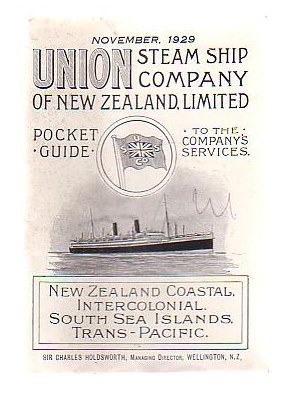 NOVEMBER, 1929
UNION STEAM SHIP
COMPANY
OF NEW ZEALAND, LIMITED
POCKET
·GUIDE·
U
S S
Co
·TO THE·
COMPANY'S
SERVICES.
NEW ZEALAND COASTAL.
INTERCOLONIAL.
SOUTH SEA ISLANDS.
TRANS-PACIFIC.
SIR CHARLES HOLDSWORTH, MANAGING DIRECTOR, WELLINGTON, N.Z.